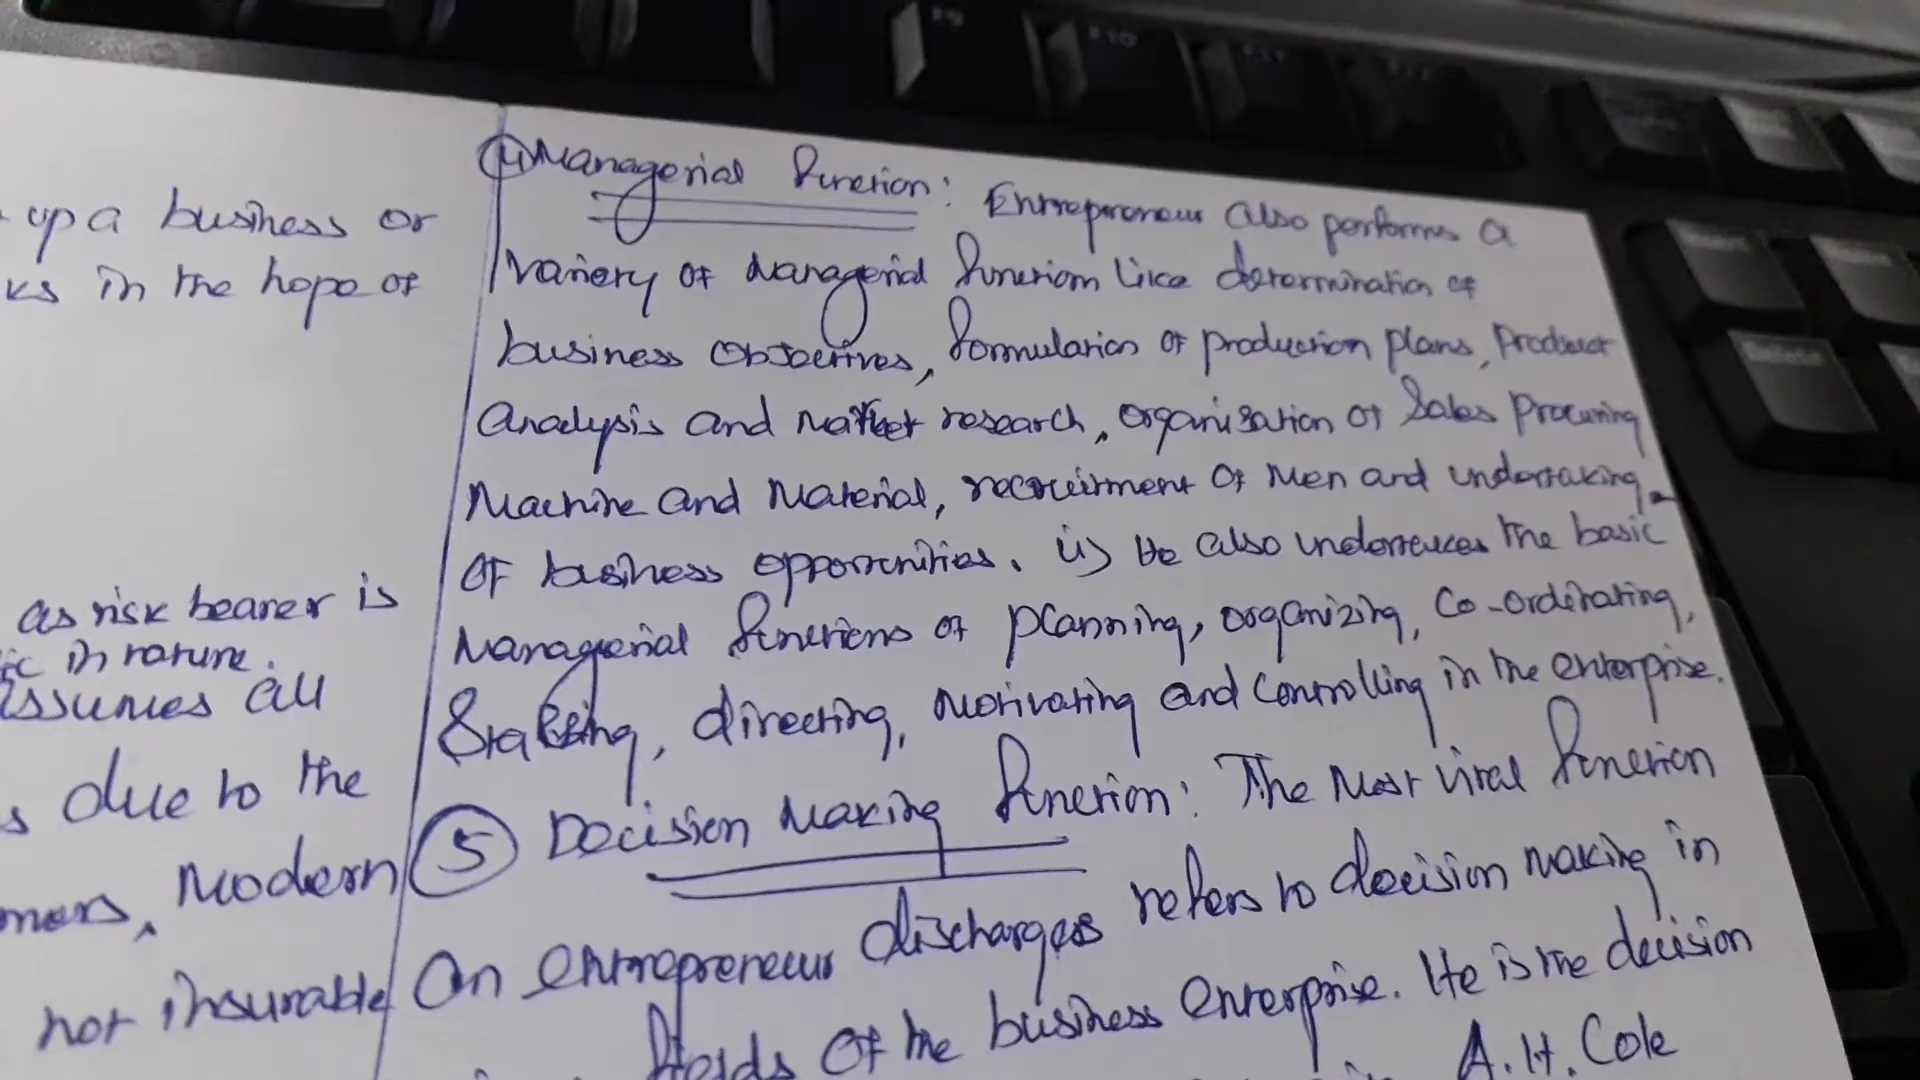 up a business or
ks in the hope of
as risk bearer is
ic in nature.
assumes all
s due to the
mers, Modern
not insurable
④ Managerial function: Entrepreneur also performs a
variety of managerial function like determination of
business objectives, formulation of production plans, product
analysis and market research, organisation of sales procuring
machine and material, recruitment of men and undertaking
of business opportunities. ii) He also undertakes the basic
managerial functions of planning, organizing, co-ordinating,
staffing, directing, motivating and controlling in the enterprise.
⑤ Decision making function: The most vital function
an entrepreneur discharges refers to decision making in
fields of the business enterprise. He is the decision
A.H. Cole